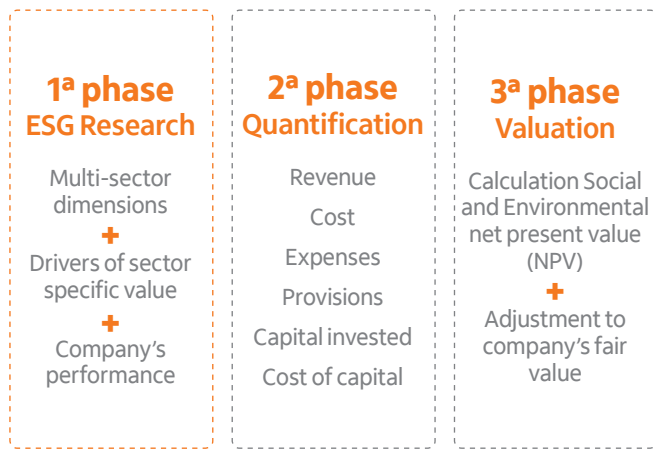 1ª phase
ESG Research
Multi-sector
dimensions
+
Drivers of sector
specific value
+
Company's
performance
2ª phase
Quantification
Revenue
Cost
Expenses
Provisions
Capital invested
Cost of capital
3ª phase
Valuation
Calculation Social
and Environmental
net present value
(NPV)
+
Adjustment to
company's fair
value